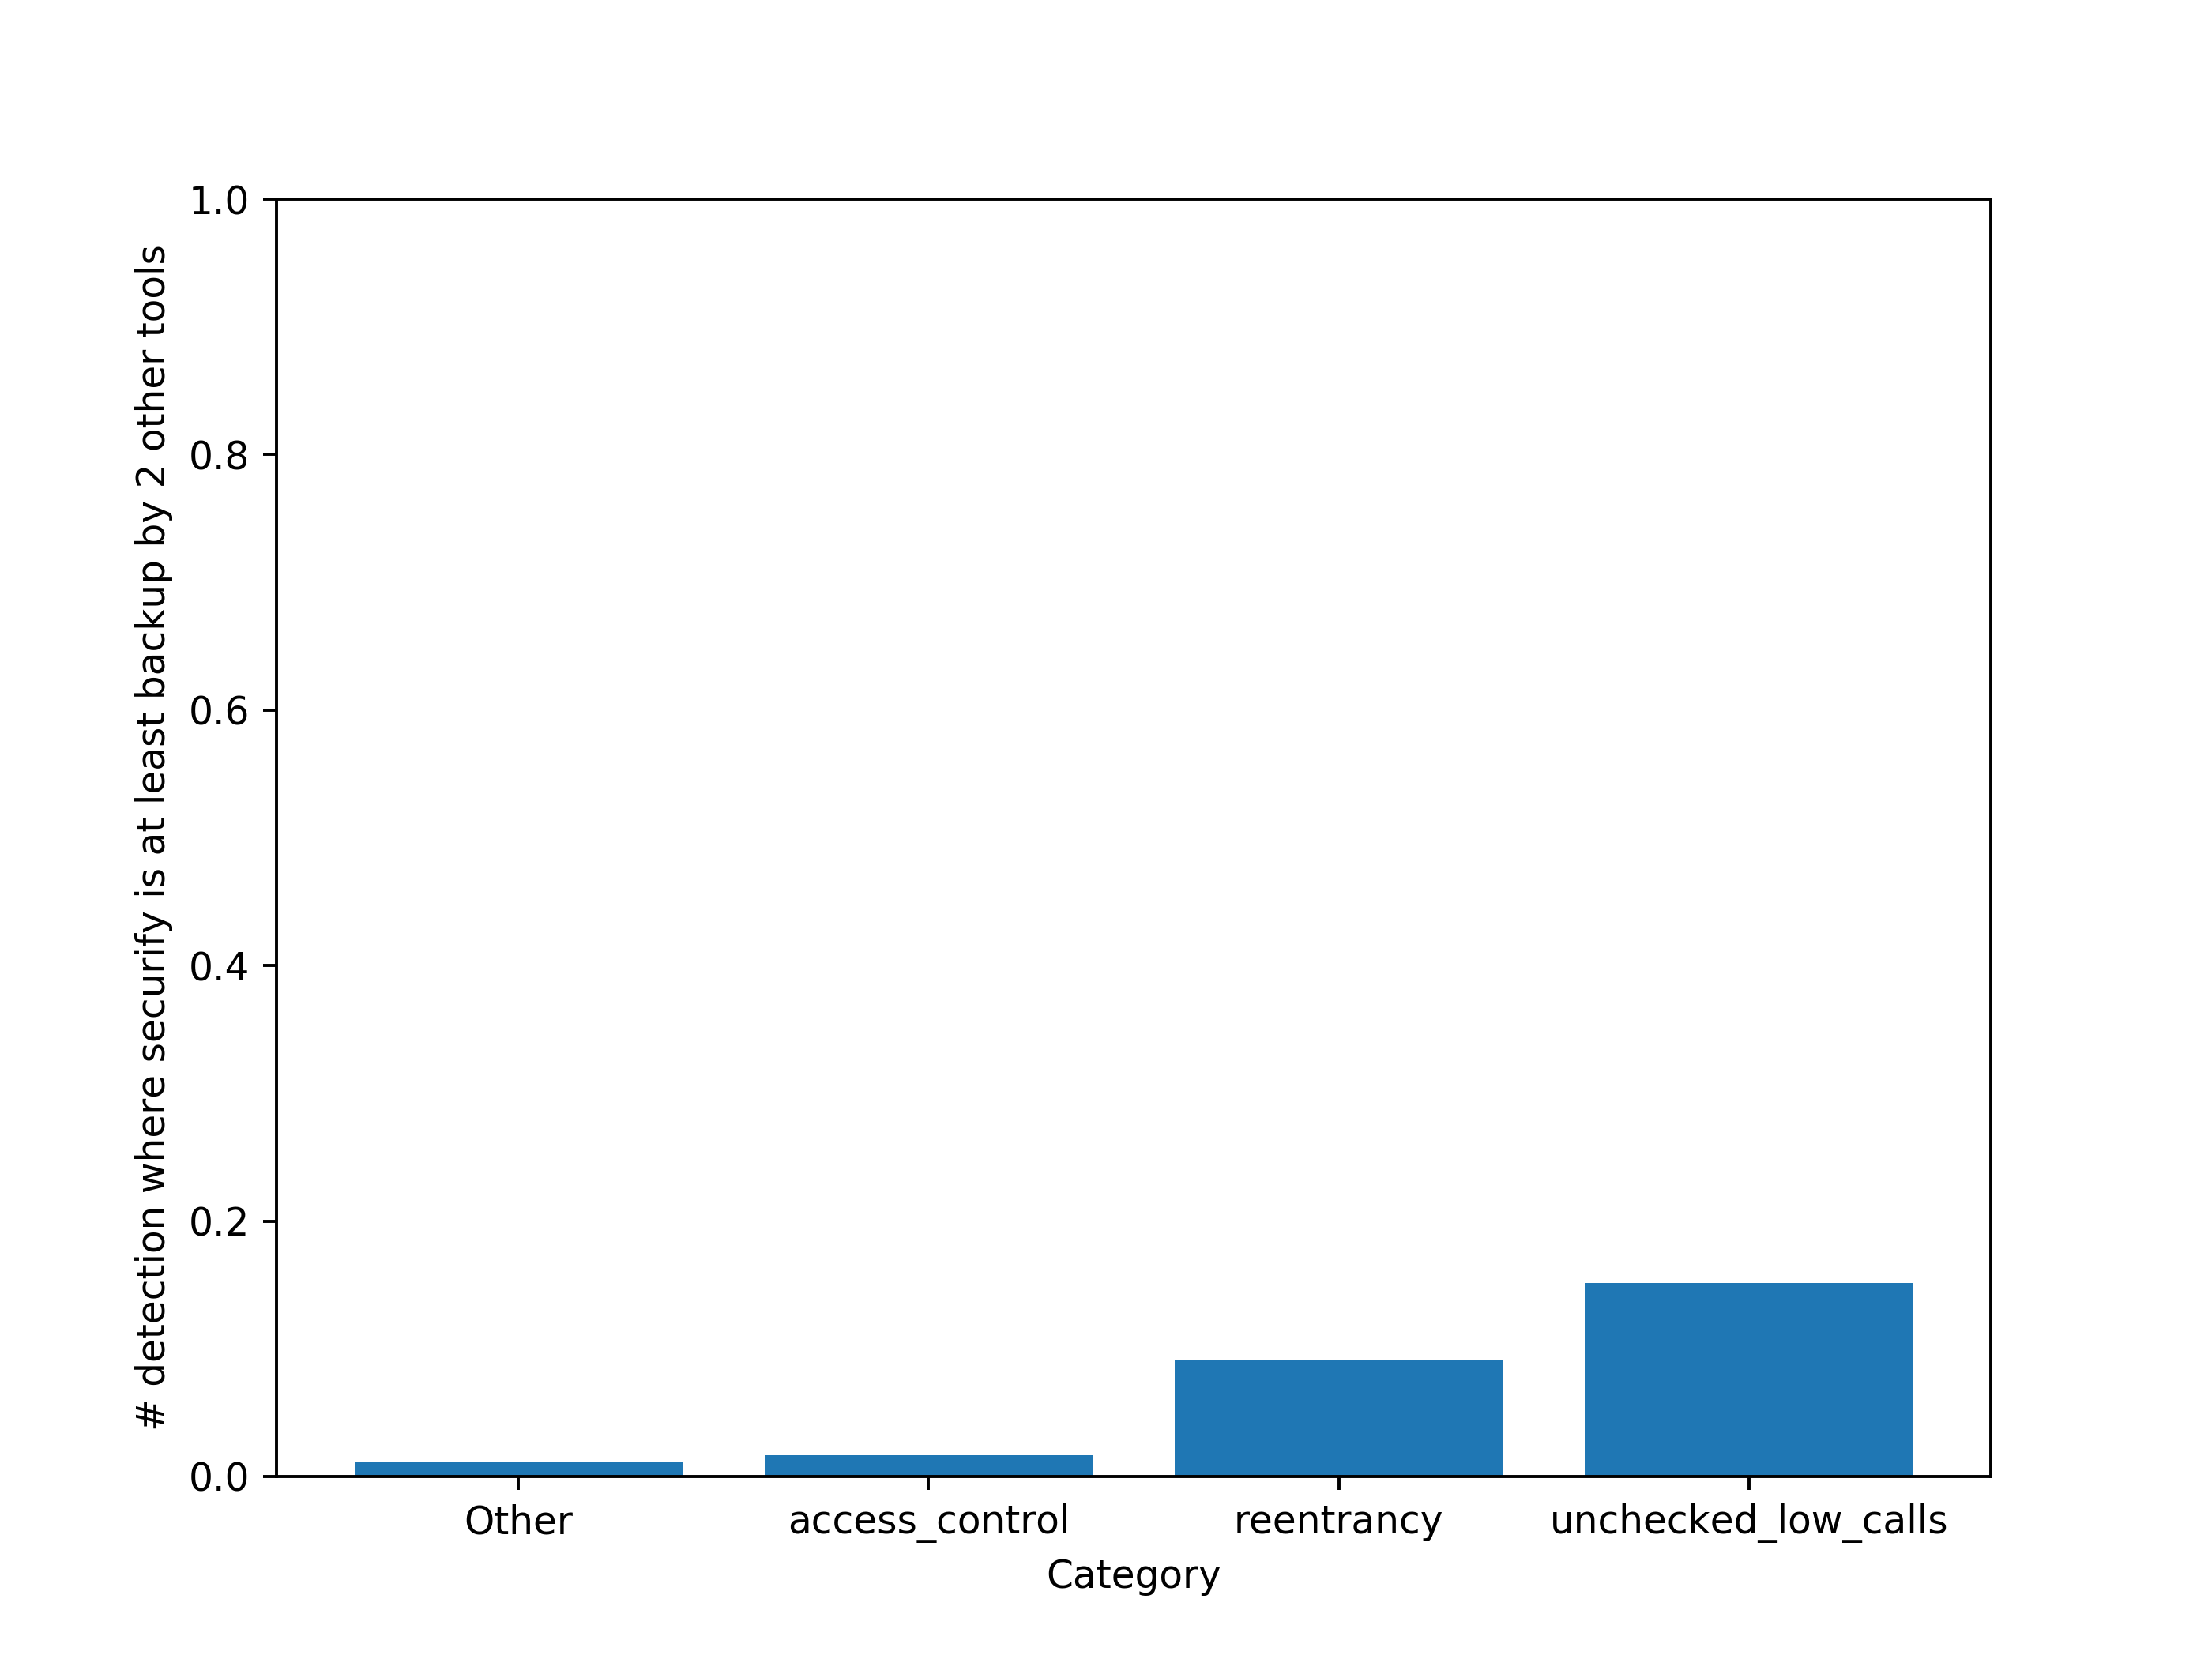 # detection where securify is at least backup by 2 other tools
1.0
0.8
0.6
0.4
0.2
0.0
Other access_control reentrancy unchecked_low_calls
Category